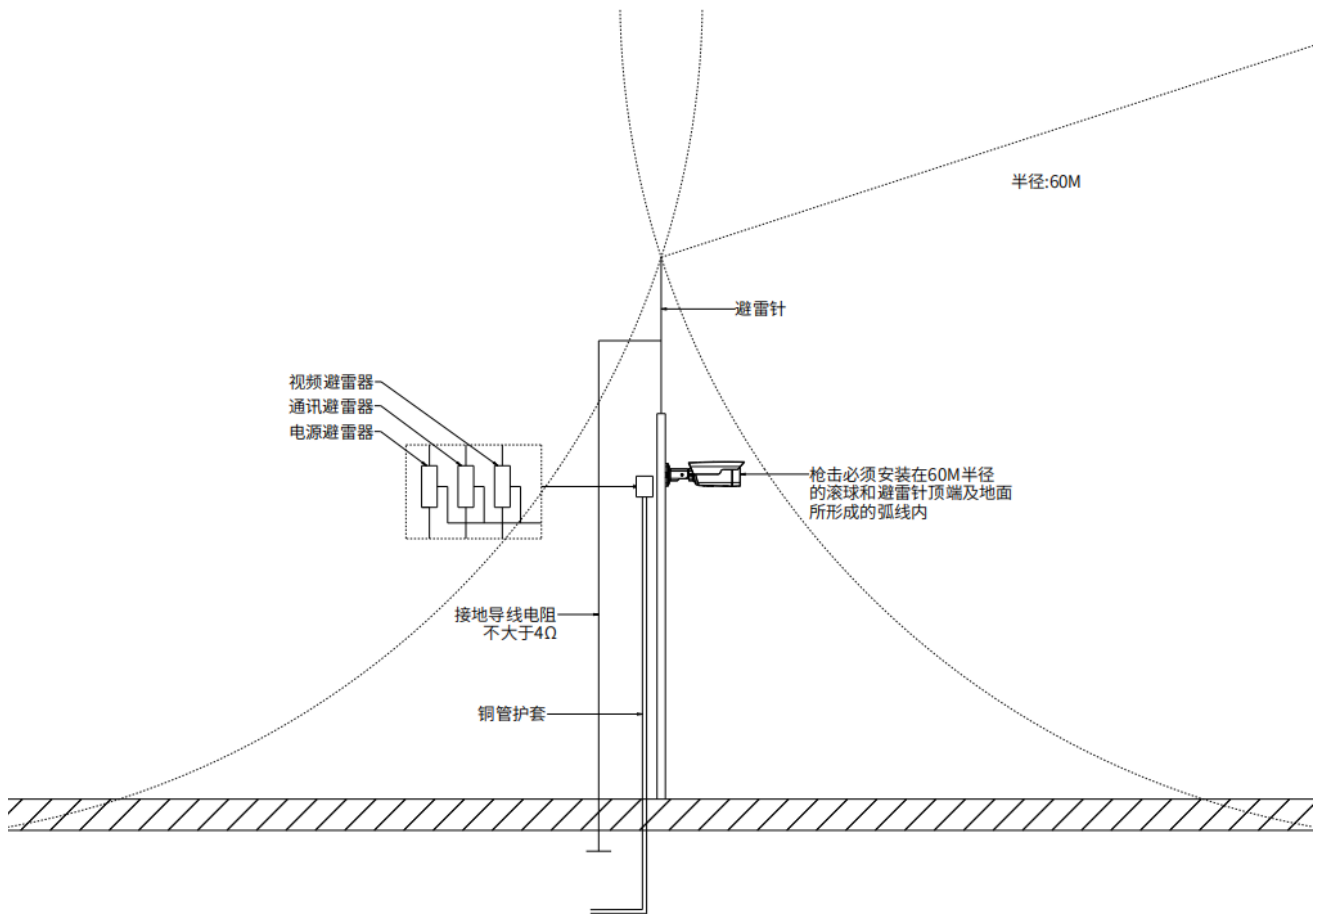 半径:60M
避雷针
视频避雷器
通讯避雷器
电源避雷器
枪击必须安装在60M半径
的滚球和避雷针顶端及地面
所形成的弧线内
接地导线电阻
不大于4Ω
铜管护套